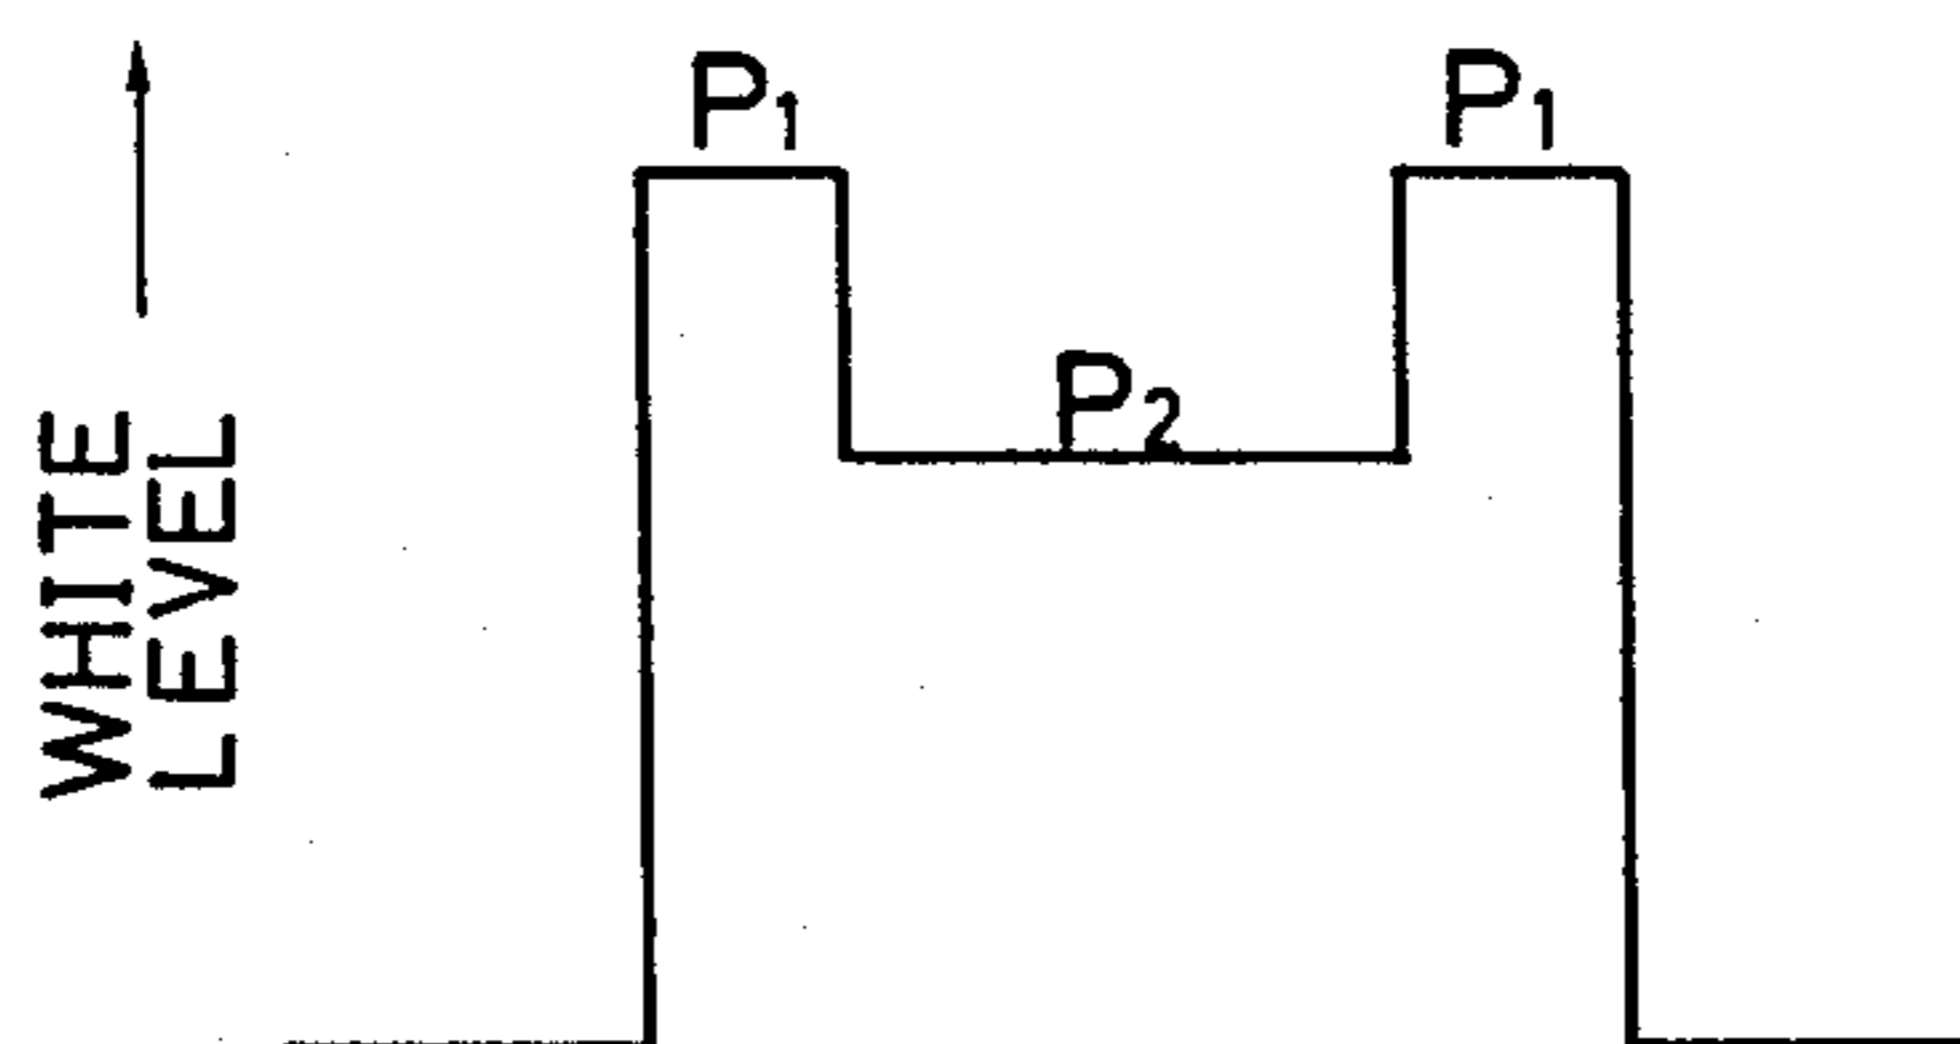 P₁
P₁
P₂
WHITE
LEVEL